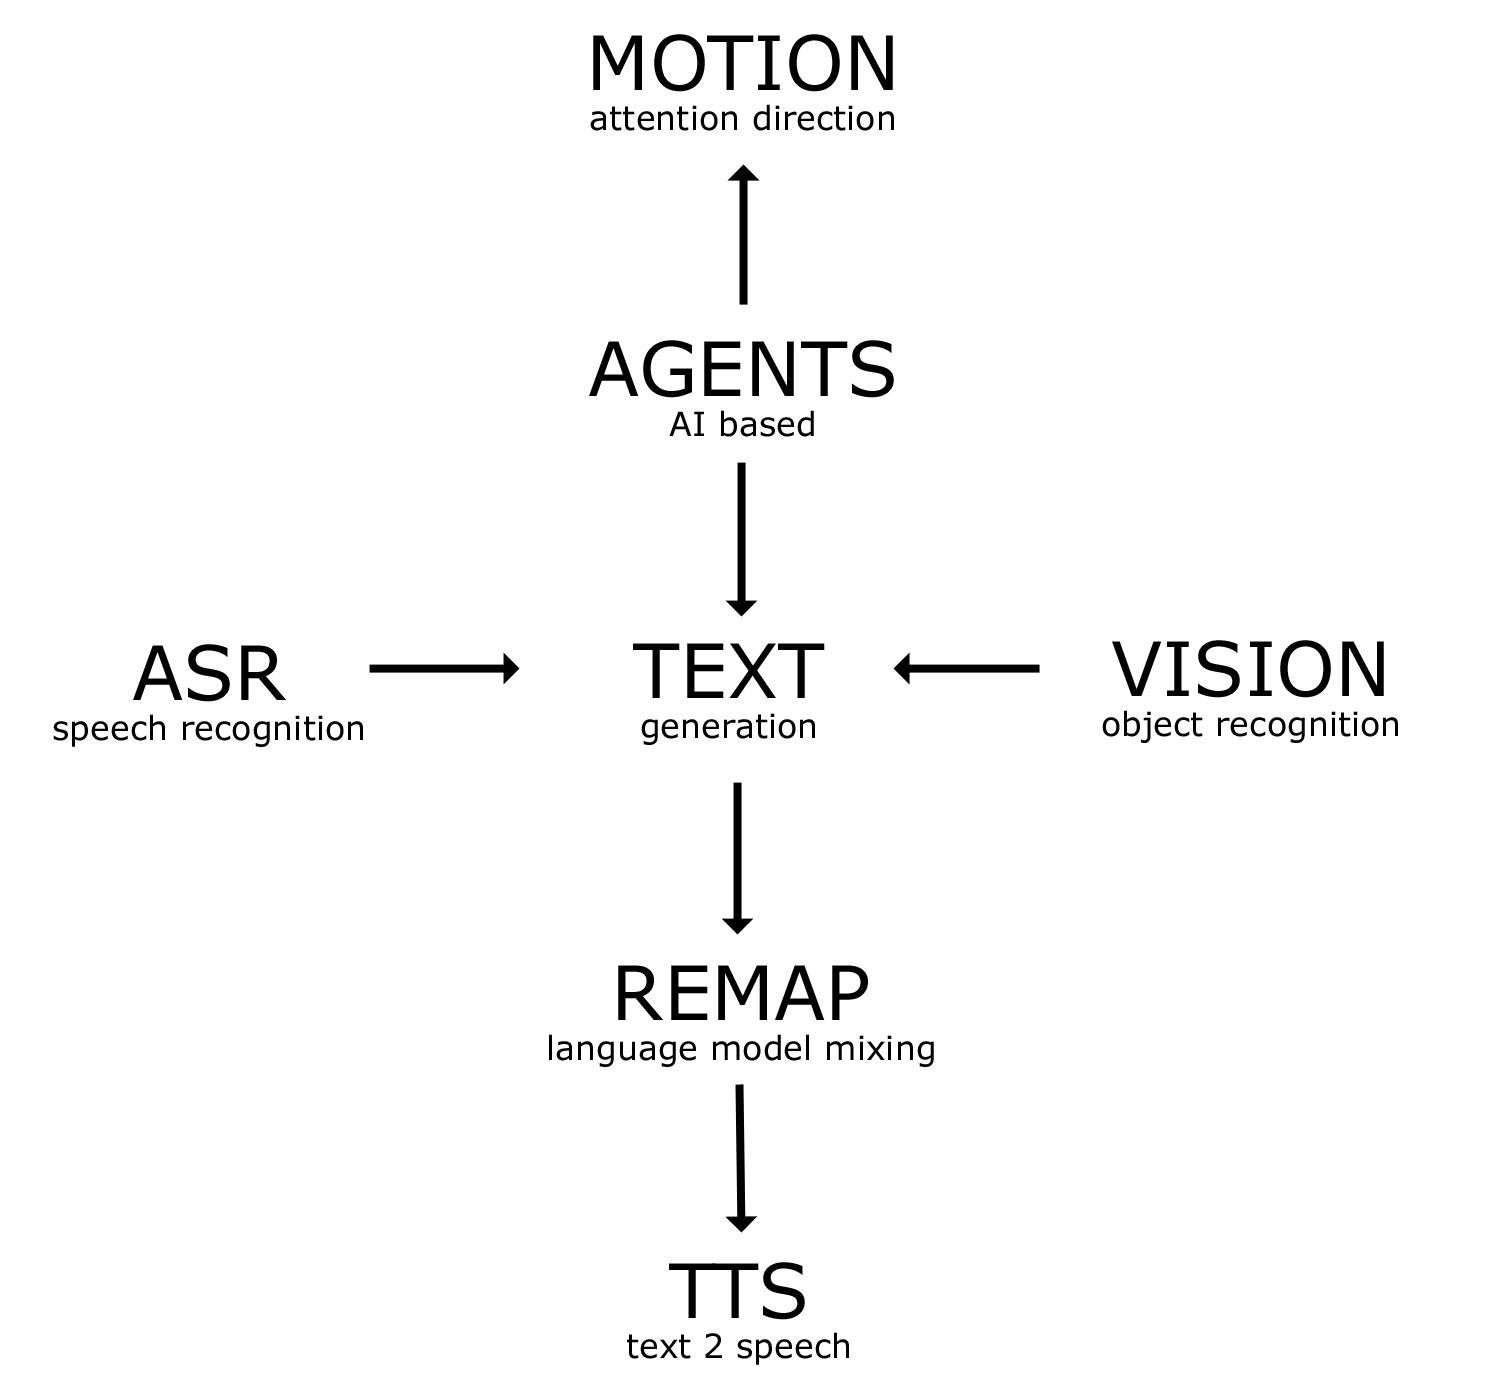 MOTION
attention direction
AGENTS
AI based
ASR
speech recognition
TEXT
generation
VISION
object recognition
REMAP
language model mixing
TTS
text 2 speech